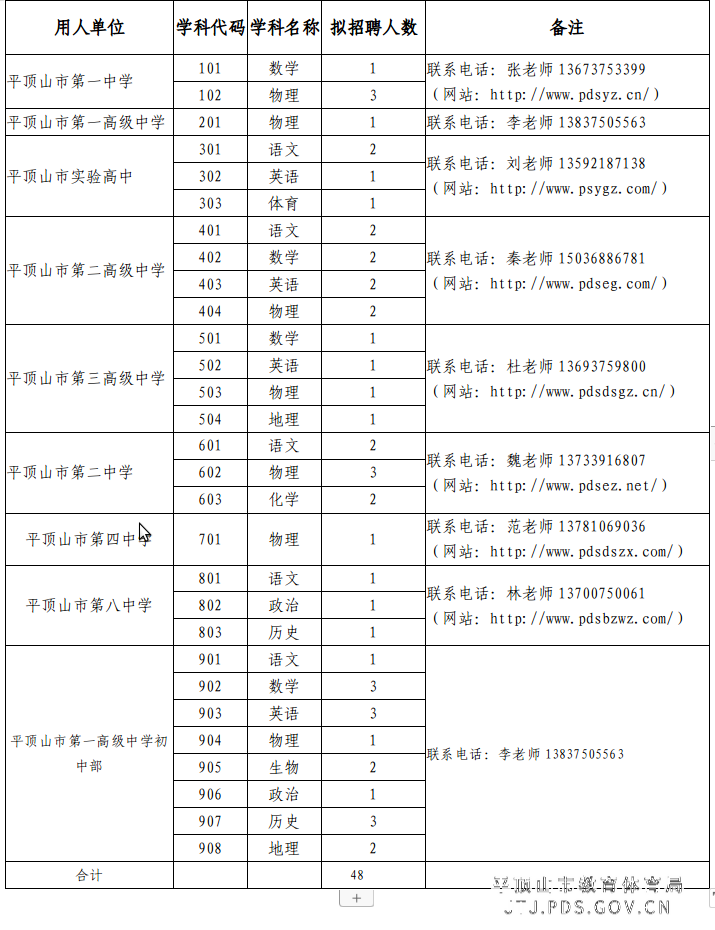 用人单位 学科代码 学科名称 拟招聘人数 备注
平顶山市第一中学 101 数学 1 联系电话：张老师 13673753399
102 物理 3 （网站：http://www.pdsyz.cn/）
平顶山市第一高级中学 201 物理 1 联系电话：李老师 13837505563
平顶山市实验高中 301 语文 2 联系电话：刘老师 13592187138
302 英语 1 （网站：http://www.psygz.com/）
303 体育 1
平顶山市第二高级中学 401 语文 2 联系电话：秦老师 15036886781
402 数学 2 （网站：http://www.pdseg.com/）
403 英语 2
404 物理 2
平顶山市第三高级中学 501 数学 1 联系电话：杜老师 13693759800
502 英语 1 （网站：http://www.pdsdsgz.cn/）
503 物理 1
504 地理 1
平顶山市第二中学 601 语文 2 联系电话：魏老师 13733916807
602 物理 3 （网站：http://www.pdsez.net/）
603 化学 2
平顶山市第四中学 701 物理 1 联系电话：范老师 13781069036
（网站：http://www.pdsdszx.com/）
平顶山市第八中学 801 语文 1 联系电话：林老师 13700750061
802 政治 1 （网站：http://www.pdsbzwz.com/）
803 历史 1
平顶山市第一高级中学初 901 语文 1 联系电话：李老师 13837505563
中部 902 数学 3
903 英语 3
904 物理 1
905 生物 2
906 政治 1
907 历史 3
908 地理 2
合计 48
平顶山市教育体育局
JTJ.PDS.GOV.CN